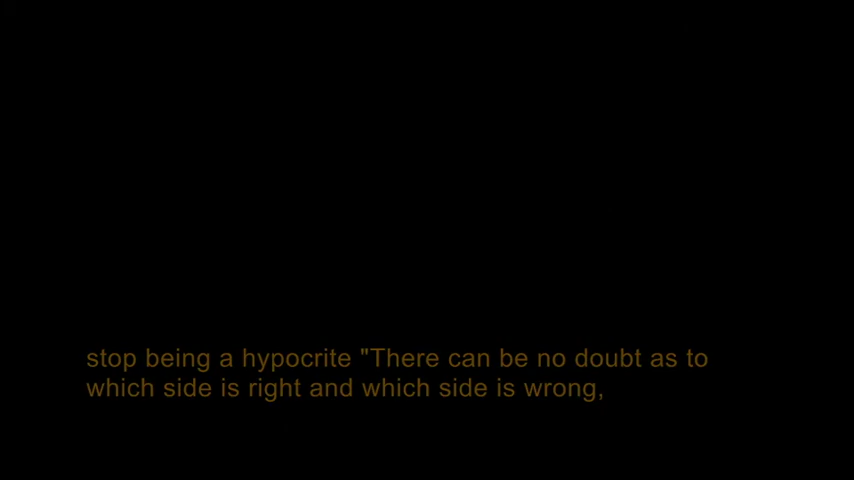 stop being a hypocrite "There can be no doubt as to
which side is right and which side is wrong,